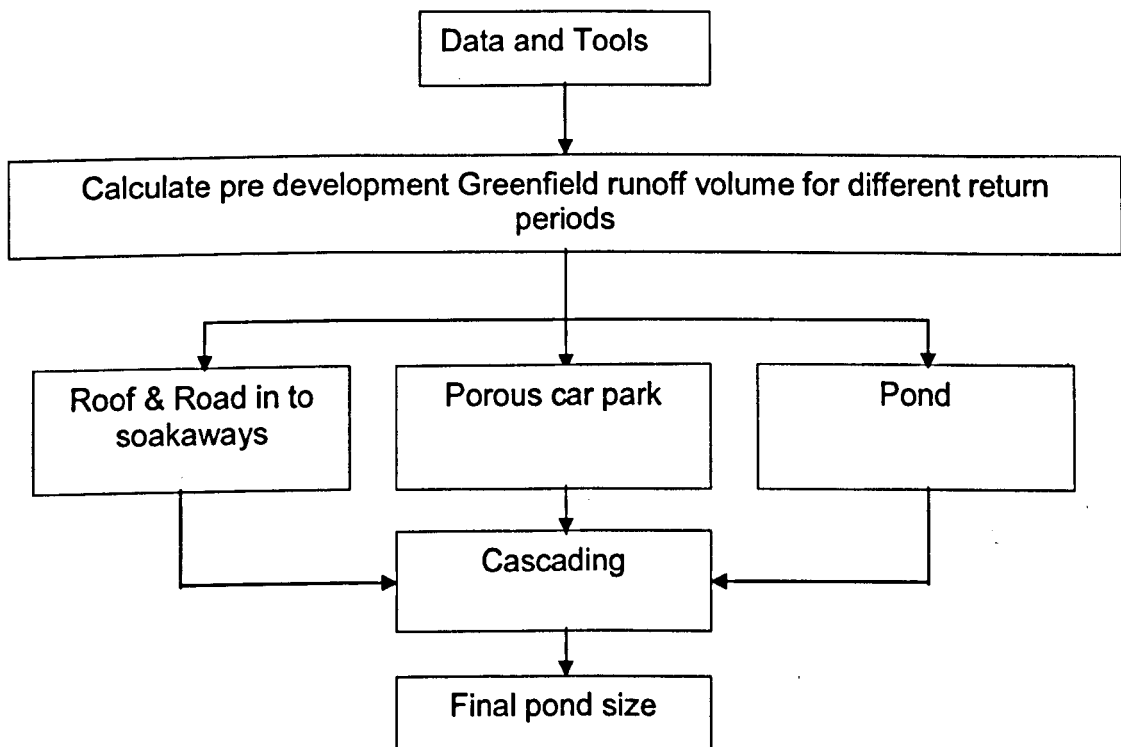 Data and Tools
Calculate pre development Greenfield runoff volume for different return
periods
Roof & Road in to
soakaways
Porous car park
Pond
Cascading
Final pond size